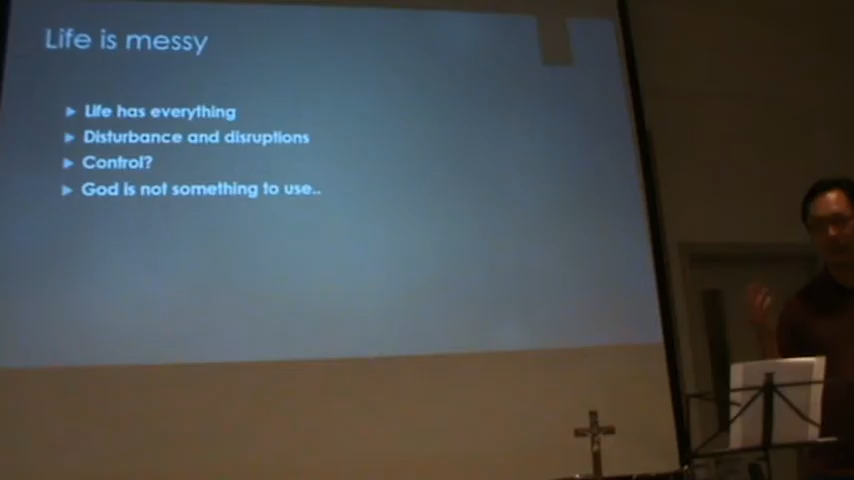 Life is messy
Life has everything
Disturbance and disruptions
Control?
God is not something to use..